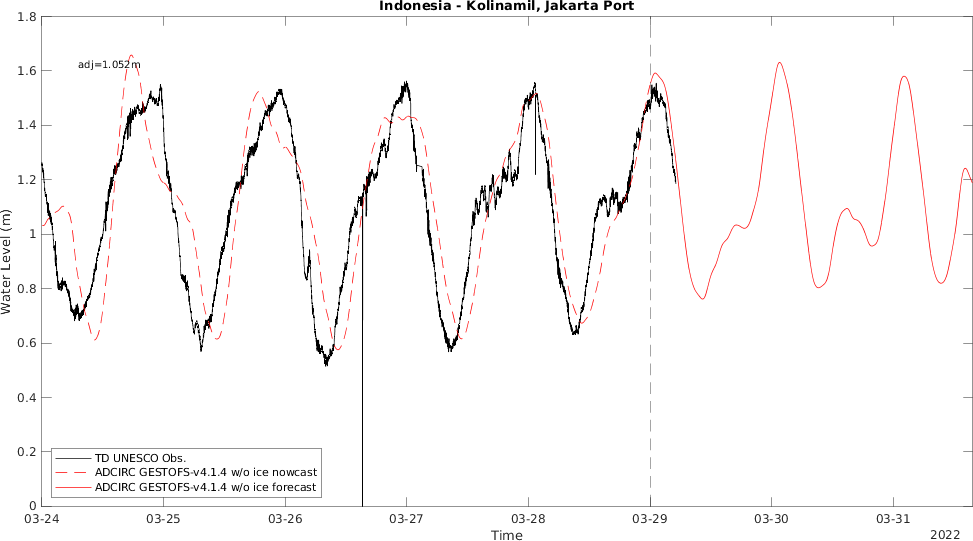 Indonesia - Kolinamil, Jakarta Port
1.8
1.6
1.4
1.2
1
0.8
0.6
0.4
0.2
0
Water Level (m)
adj=1.052m
TD UNESCO Obs.
ADCIRC GESTOFS-v4.1.4 w/o ice nowcast
ADCIRC GESTOFS-v4.1.4 w/o ice forecast
03-24 03-25 03-26 03-27 03-28 03-29 03-30 03-31
Time
2022